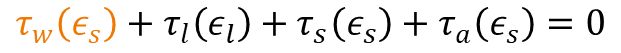 τ_w(ϵ_s) + τ_l(ϵ_l) + τ_s(ϵ_s) + τ_a(ϵ_s) = 0